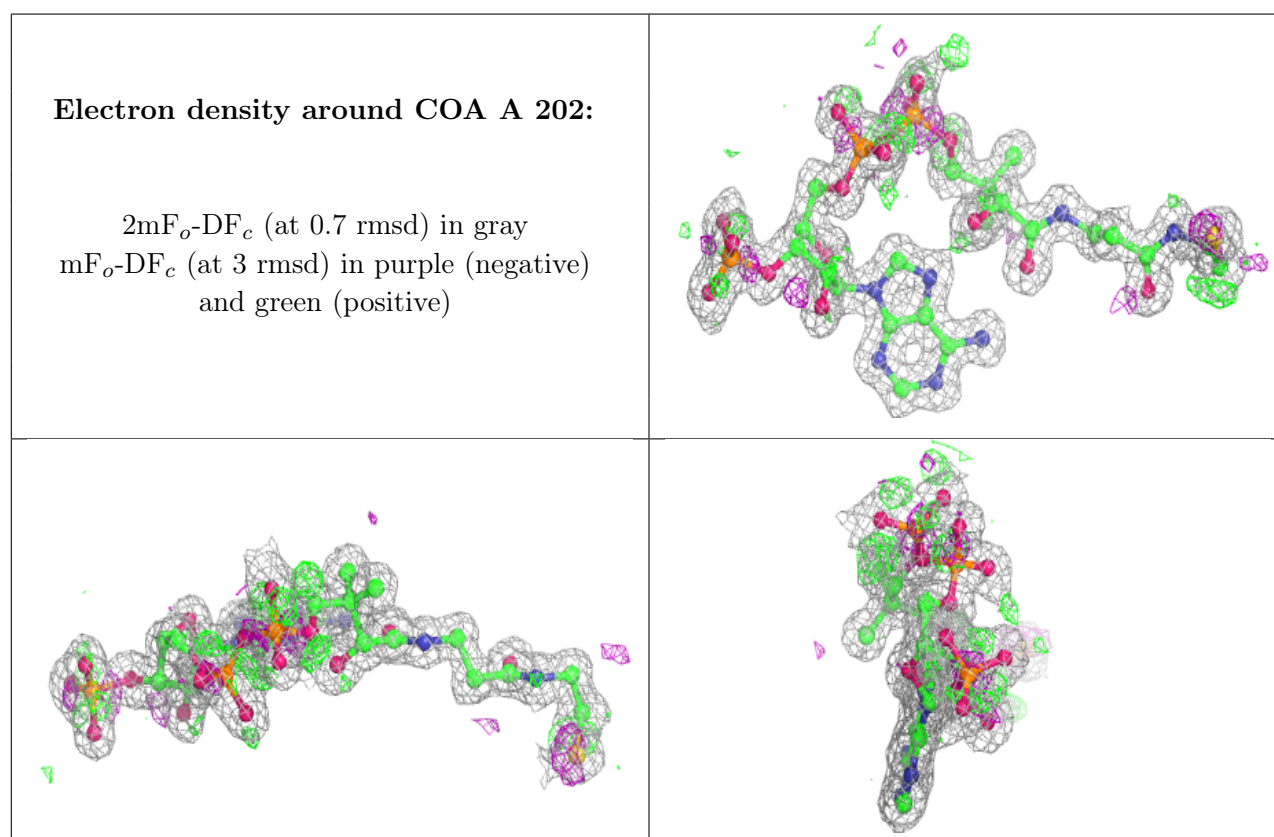 Electron density around COA A 202:
2mFo-DFc (at 0.7 rmsd) in gray
mFo-DFc (at 3 rmsd) in purple (negative)
and green (positive)